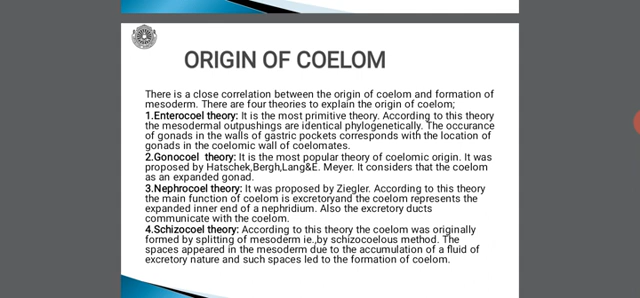 ORIGIN OF COELOM
There is a close correlation between the origin of coelom and formation of
mesoderm. There are four theories to explain the origin of coelom;
1.Enterocoel theory: It is the most primitive theory. According to this theory
the mesodermal outpushings are identical phylogenetically. The occurance
of gonads in the walls of gastric pockets corresponds with the location of
gonads in the coelomic wall of coelomates.
2.Gonocoel theory: It is the most popular theory of coelomic origin. It was
proposed by Hatschek,Bergh,Lang&E. Meyer. It considers that the coelom
as an expanded gonad.
3.Nephrocoel theory: It was proposed by Ziegler. According to this theory
the main function of coelom is excretoryand the coelom represents the
expanded inner end of a nephridium. Also the excretory ducts
communicate with the coelom.
4.Schizocoel theory: According to this theory the coelom was originally
formed by splitting of mesoderm ie.,by schizocoelous method. The
spaces appeared in the mesoderm due to the accumulation of a fluid of
excretory nature and such spaces led to the formation of coelom.